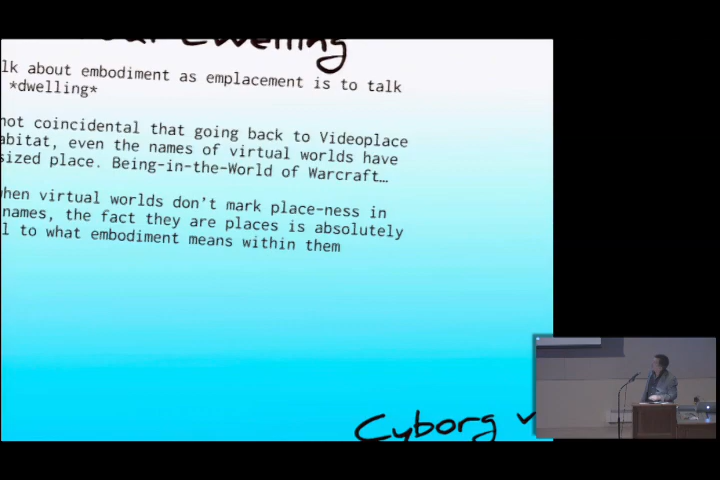 Dwelling
lk about embodiment as emplacement is to talk
*dwelling*
not coincidental that going back to Videoplace
abitat, even the names of virtual worlds have
sized place. Being-in-the-World of Warcraft…
when virtual worlds don't mark place-ness in
names, the fact they are places is absolutely
l to what embodiment means within them
Cyborg